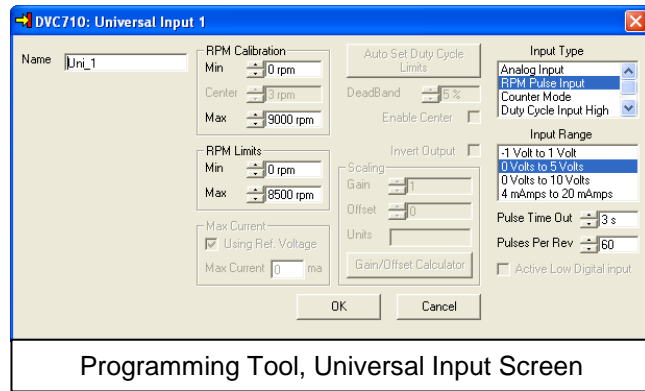 DVC710: Universal Input 1
Name Uni_1
RPM Calibration
Min 0 rpm
Center 3 rpm
Max 9000 rpm
RPM Limits
Min 0 rpm
Max 8500 rpm
Max Current
Using Ref. Voltage
Max Current 0 ma
Auto Set Duty Cycle
Limits
DeadBand 5 %
Enable Center
Invert Output
Scaling
Gain 1
Offset 0
Units
Gain/Offset Calculator
Input Type
Analog Input
RPM Pulse Input
Counter Mode
Duty Cycle Input High
Input Range
-1 Volt to 1 Volt
0 Volts to 5 Volts
0 Volts to 10 Volts
4 mAmps to 20 mAmps
Pulse Time Out 3 s
Pulses Per Rev 60
Active Low Digital input
OK Cancel
Programming Tool, Universal Input Screen